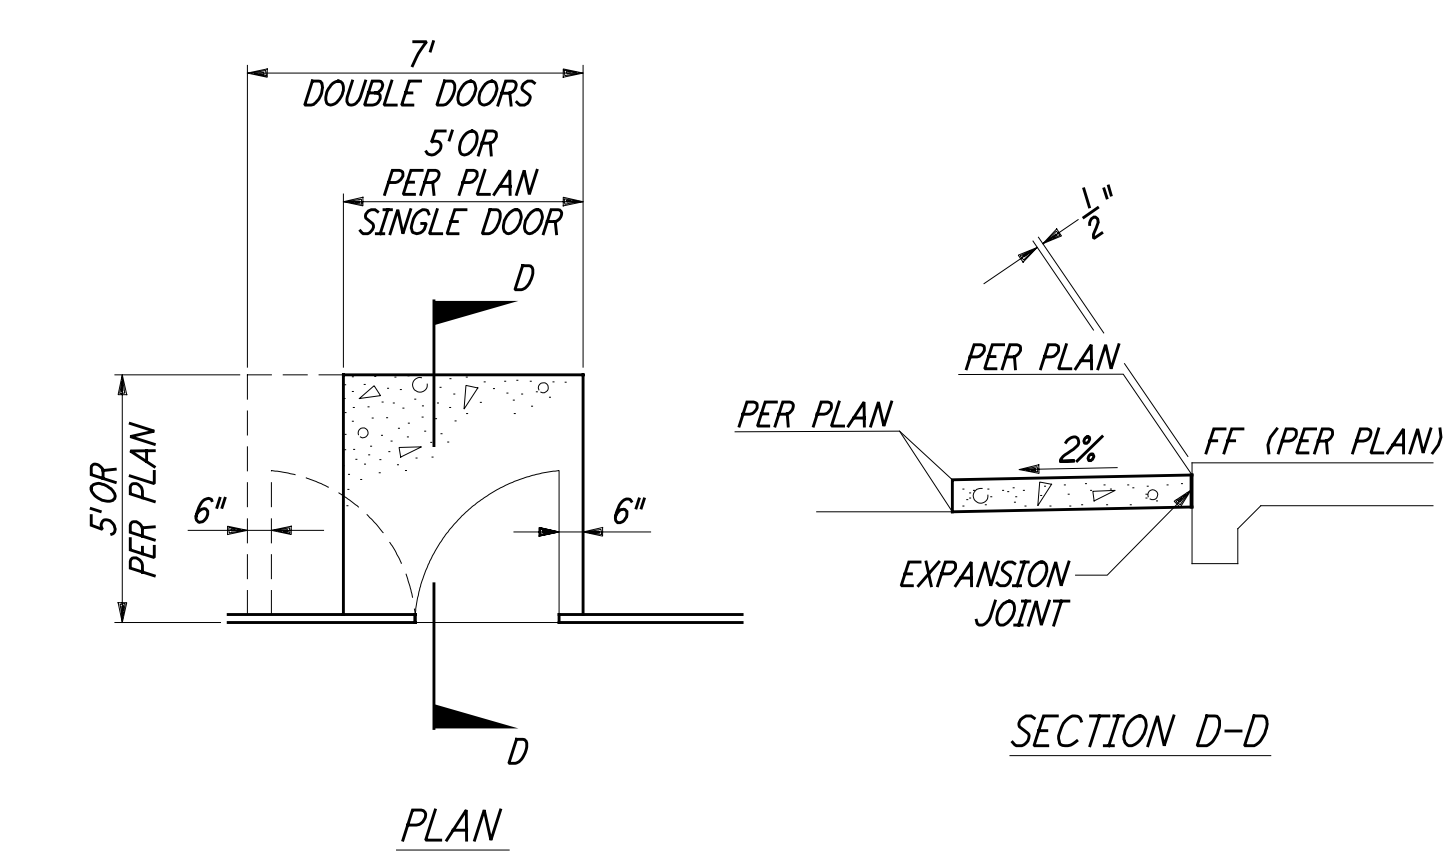 7'
DOUBLE DOORS
5' OR
PER PLAN
SINGLE DOOR
D
5' OR
PER PLAN
6"
6"
D
PLAN
1/2"
PER PLAN
PER PLAN
2%
FF (PER PLAN)
EXPANSION
JOINT
SECTION D-D